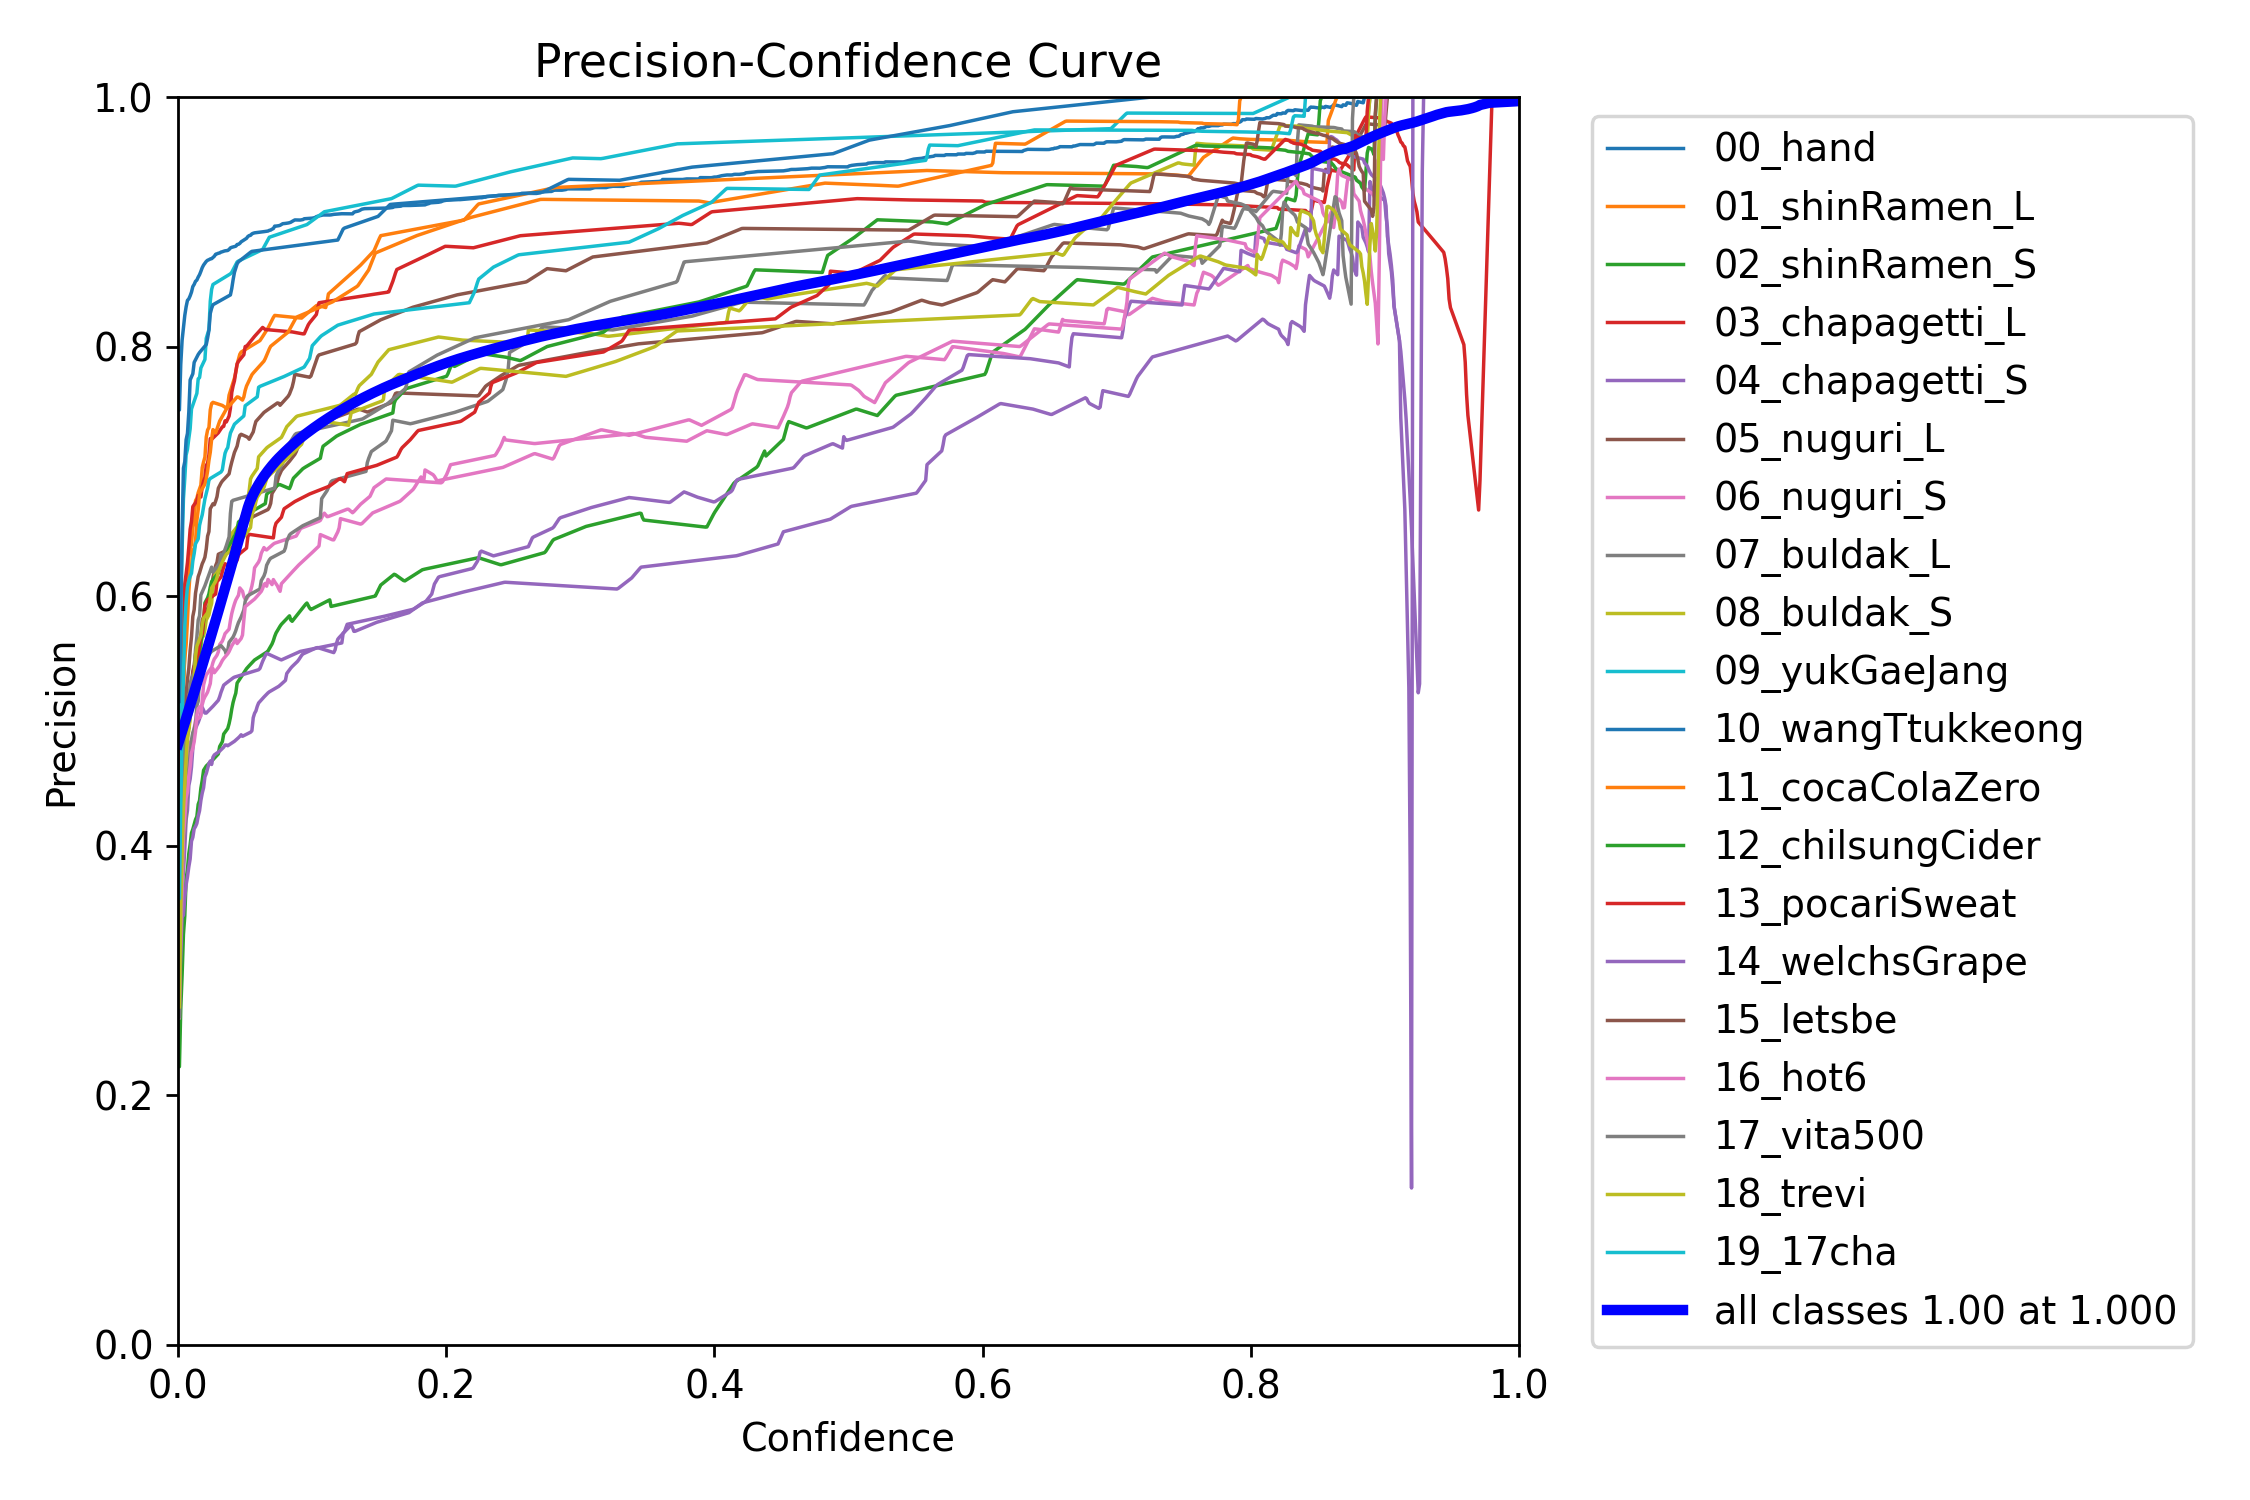 Precision-Confidence Curve
1.0
0.8
0.6
0.4
0.2
0.0
Precision
0.0 0.2 0.4 0.6 0.8 1.0
Confidence
00_hand
01_shinRamen_L
02_shinRamen_S
03_chapagetti_L
04_chapagetti_S
05_nuguri_L
06_nuguri_S
07_buldak_L
08_buldak_S
09_yukGaeJang
10_wangTtukkeong
11_cocaColaZero
12_chilsungCider
13_pocariSweat
14_welchsGrape
15_letsbe
16_hot6
17_vita500
18_trevi
19_17cha
all classes 1.00 at 1.000